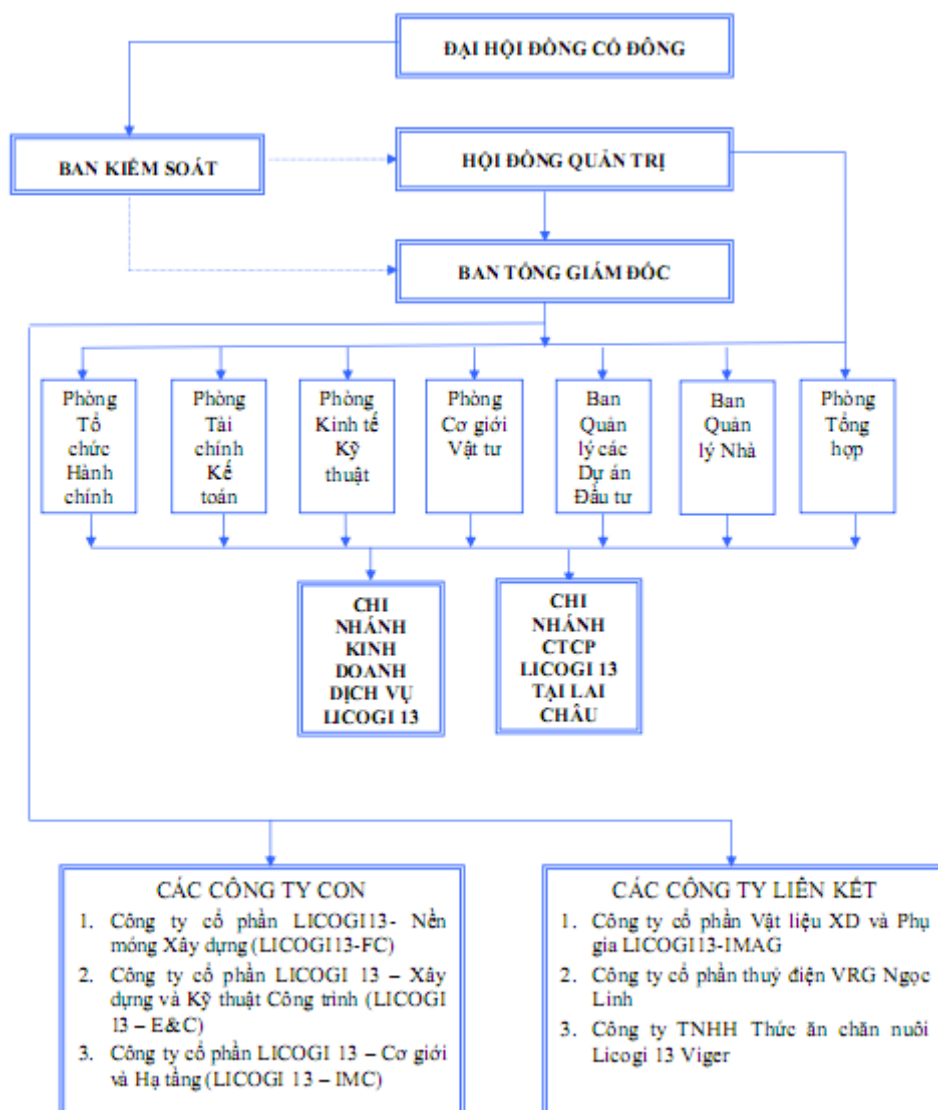 ĐẠI HỘI ĐỒNG CỔ ĐÔNG
BAN KIỂM SOÁT
HỘI ĐỒNG QUẢN TRỊ
BAN TỔNG GIÁM ĐỐC
Phòng
Tổ
chức
Hành
chính
Phòng
Tài
chính
Kế
toán
Phòng
Kinh tế
Kỹ
thuật
Phòng
Cơ giới
Vật tư
Ban
Quản
lý các
Dự án
Đầu tư
Ban
Quản
lý Nhà
Phòng
Tổng
hợp
CHI
NHÁNH
KINH
DOANH
DỊCH VỤ
LICOGI 13
CHI
NHÁNH
CTCP
LICOGI 13
TẠI LAI
CHÂU
CÁC CÔNG TY CON
1. Công ty cổ phần LICOGI13- Nền
móng Xây dựng (LICOGI13-FC)
2. Công ty cổ phần LICOGI 13 – Xây
dựng và Kỹ thuật Công trình (LICOGI
13 – E&C)
3. Công ty cổ phần LICOGI 13 – Cơ giới
và Hạ tầng (LICOGI 13 – IMC)
CÁC CÔNG TY LIÊN KẾT
1. Công ty cổ phần Vật liệu XD và Phụ
gia LICOGI13-IMAG
2. Công ty cổ phần thuỷ điện VRG Ngọc
Linh
3. Công ty TNHH Thức ăn chăn nuôi
Licogi 13 Viger